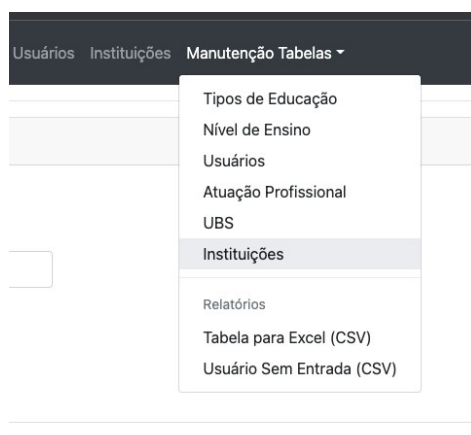 Usuários Instituições Manutenção Tabelas
Tipos de Educação
Nível de Ensino
Usuários
Atuação Profissional
UBS
Instituições
Relatórios
Tabela para Excel (CSV)
Usuário Sem Entrada (CSV)